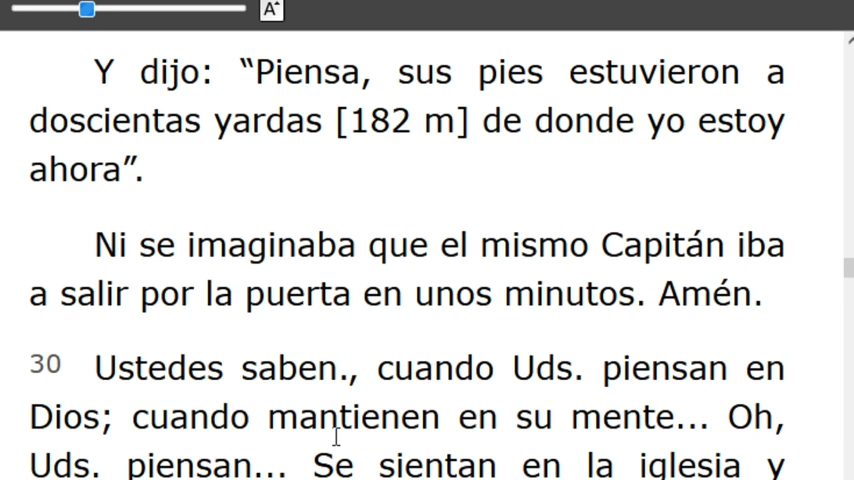 A
Y dijo: “Piensa, sus pies estuvieron a
doscientas yardas [182 m] de donde yo estoy
ahora”.
Ni se imaginaba que el mismo Capitán iba
a salir por la puerta en unos minutos. Amén.
30 Ustedes saben., cuando Uds. piensan en
Dios; cuando mantienen en su mente... Oh,
Uds. piensan... Se sientan en la iglesia y